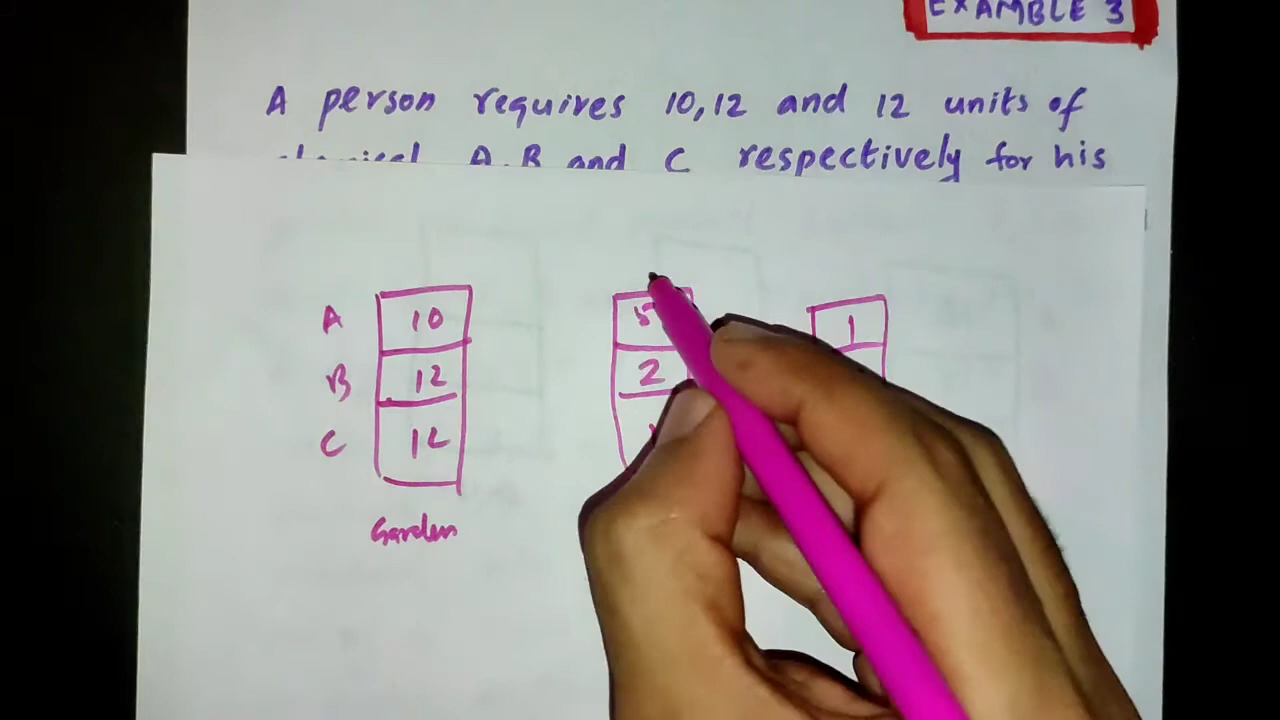 EXAMBLE 3
A person requires 10,12 and 12 units of
A, B and C respectively for his
A 10 5 1
B 12 2
C 12
Garden